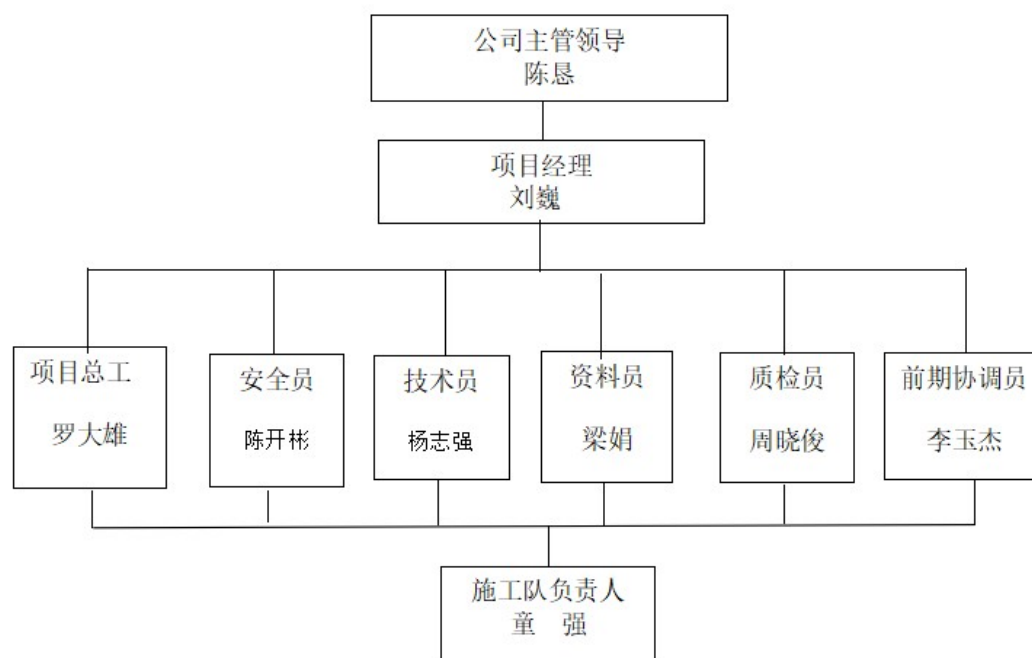 公司主管领导
陈恳
项目经理
刘巍
项目总工
罗大雄
安全员
陈开彬
技术员
杨志强
资料员
梁娟
质检员
周晓俊
前期协调员
李玉杰
施工队负责人
童　强